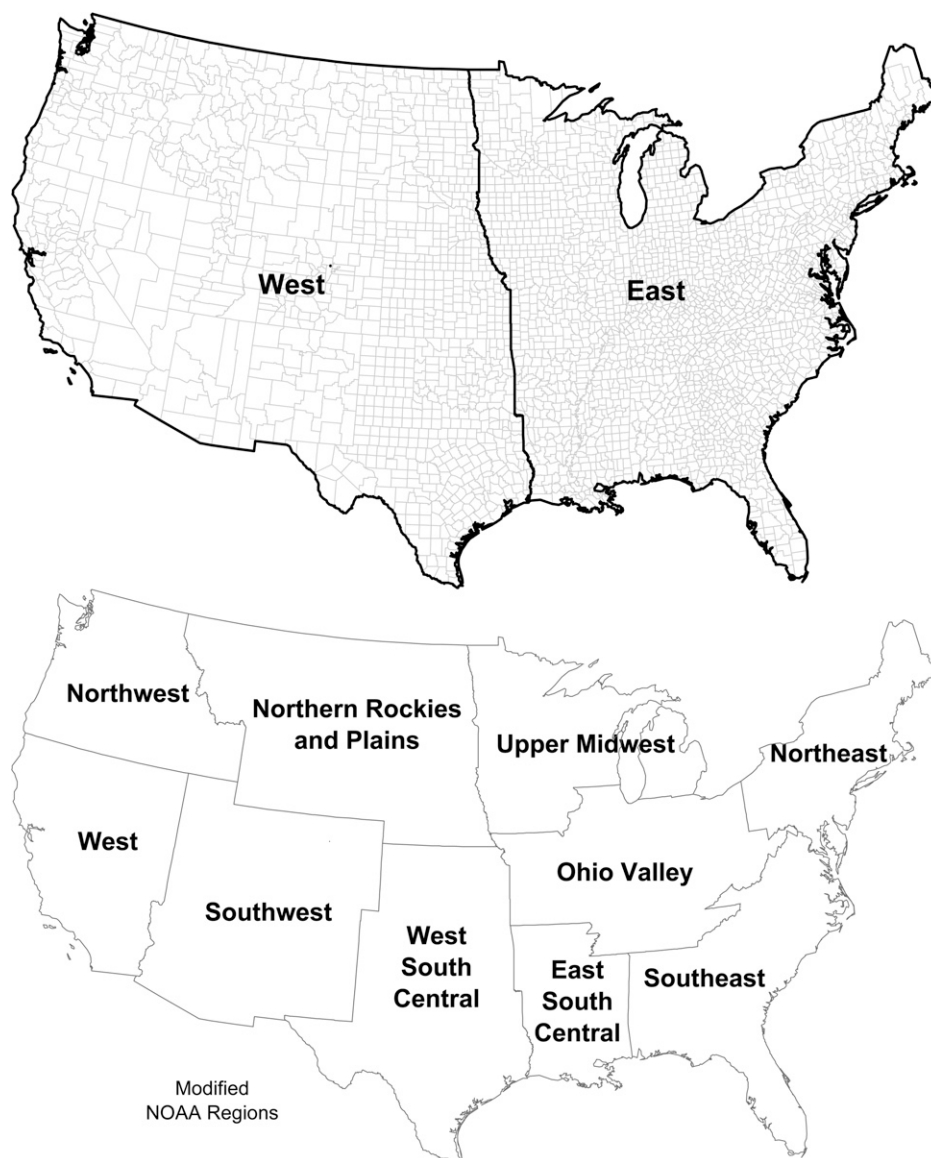 West
East
Northwest
Northern Rockies
and Plains
Upper Midwest
Northeast
West
Ohio Valley
Southwest
West
South
Central
East
South
Central
Southeast
Modified
NOAA Regions